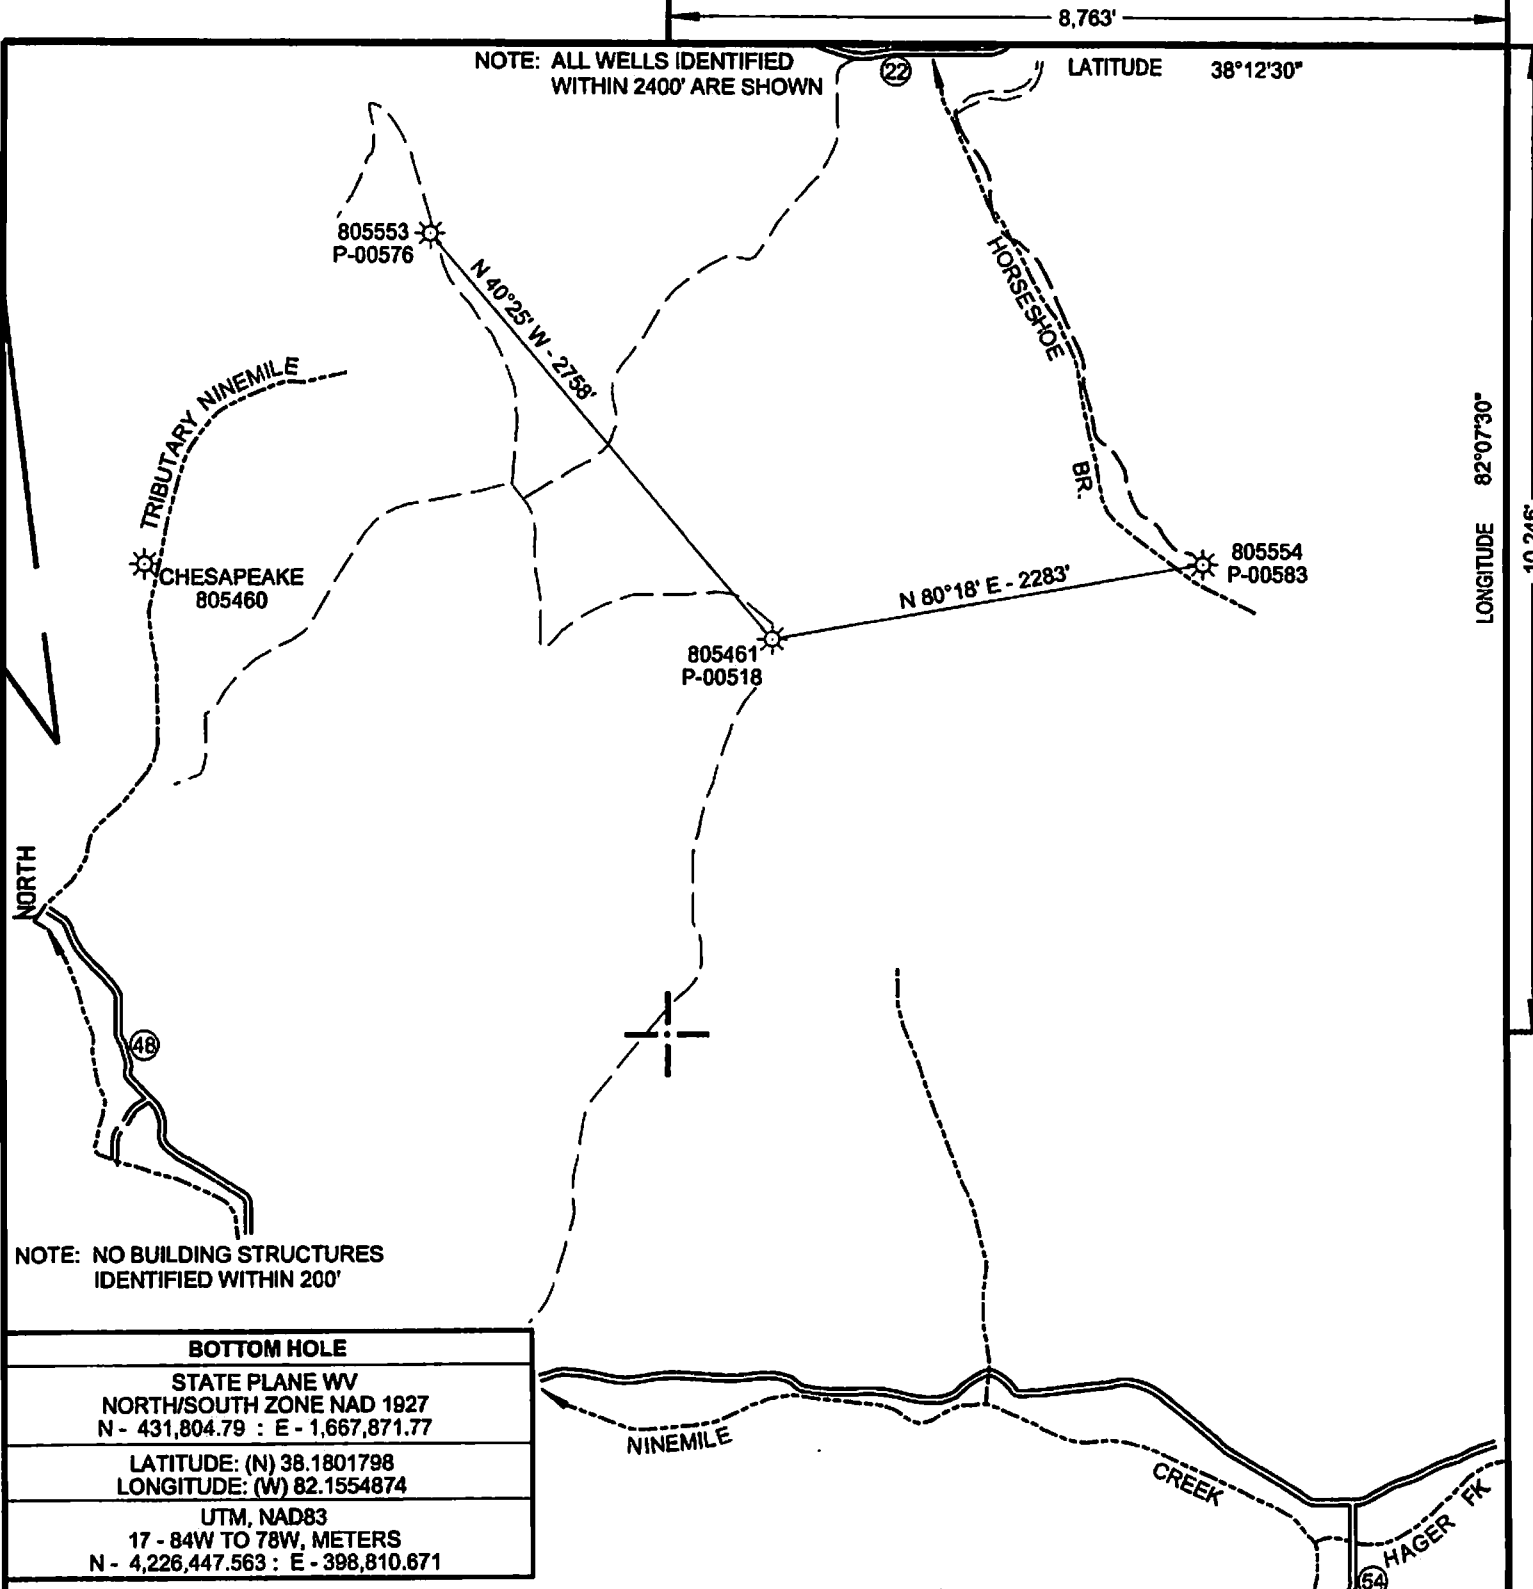 8,763'
NOTE: ALL WELLS IDENTIFIED
WITHIN 2400' ARE SHOWN
22
LATITUDE 38°12'30"
805553
P-00576
N 40°25' W - 2758'
HORSESHOE
BR.
TRIBUTARY NINEMILE
LONGITUDE 82°07'30"
10,246'
CHESAPEAKE
805460
805554
P-00583
N 80°18' E - 2283'
805461
P-00518
NORTH
48
NOTE: NO BUILDING STRUCTURES
IDENTIFIED WITHIN 200'
BOTTOM HOLE
STATE PLANE WV
NORTH/SOUTH ZONE NAD 1927
N - 431,804.79 : E - 1,667,871.77
LATITUDE: (N) 38.1801798
LONGITUDE: (W) 82.1554874
UTM, NAD83
17 - 84W TO 78W, METERS
N - 4,226,447.563 : E - 398,810.671
NINEMILE
CREEK
HAGER FK
54